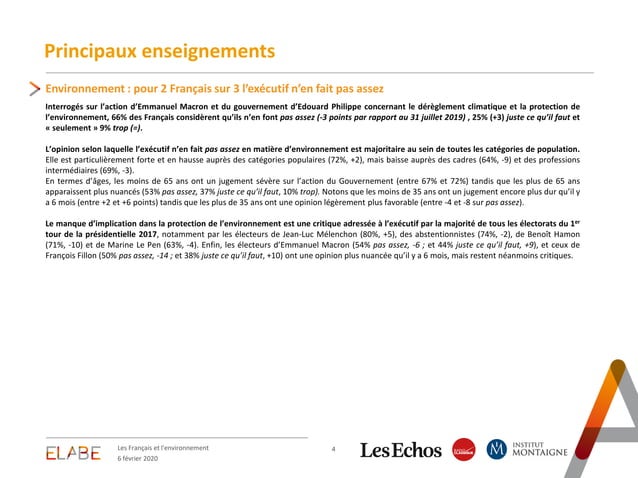 Principaux enseignements
Environnement : pour 2 Français sur 3 l’exécutif n’en fait pas assez
Interrogés sur l’action d’Emmanuel Macron et du gouvernement d’Edouard Philippe concernant le dérèglement climatique et la protection de
l’environnement, 66% des Français considèrent qu’ils n’en font pas assez (-3 points par rapport au 31 juillet 2019) , 25% (+3) juste ce qu’il faut et
« seulement » 9% trop (=).
L’opinion selon laquelle l’exécutif n’en fait pas assez en matière d’environnement est majoritaire au sein de toutes les catégories de population.
Elle est particulièrement forte et en hausse auprès des catégories populaires (72%, +2), mais baisse auprès des cadres (64%, -9) et des professions
intermédiaires (69%, -3).
En termes d’âges, les moins de 65 ans ont un jugement sévère sur l’action du Gouvernement (entre 67% et 72%) tandis que les plus de 65 ans
apparaissent plus nuancés (53% pas assez, 37% juste ce qu’il faut, 10% trop). Notons que les moins de 35 ans ont un jugement encore plus dur qu’il y
a 6 mois (entre +2 et +6 points) tandis que les plus de 35 ans ont une opinion légèrement plus favorable (entre -4 et -8 sur pas assez).
Le manque d’implication dans la protection de l’environnement est une critique adressée à l’exécutif par la majorité de tous les électorats du 1er
tour de la présidentielle 2017, notamment par les électeurs de Jean-Luc Mélenchon (80%, +5), des abstentionnistes (74%, -2), de Benoît Hamon
(71%, -10) et de Marine Le Pen (63%, -4). Enfin, les électeurs d’Emmanuel Macron (54% pas assez, -6 ; et 44% juste ce qu’il faut, +9), et ceux de
François Fillon (50% pas assez, -14 ; et 38% juste ce qu’il faut, +10) ont une opinion plus nuancée qu’il y a 6 mois, mais restent néanmoins critiques.
ELABE
Les Français et l’environnement
6 février 2020
4
Les Echos
RADIO
CLASSIQUE
INSTITUT
MONTAIGNE